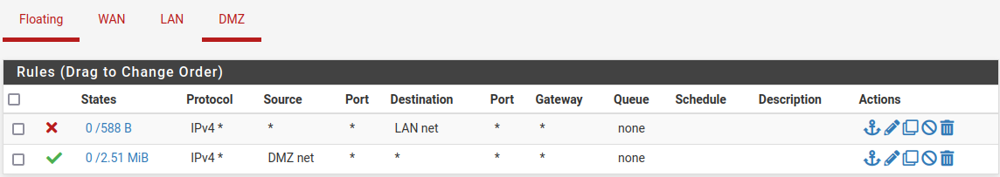 Floating WAN LAN DMZ
Rules (Drag to Change Order)
States Protocol Source Port Destination Port Gateway Queue Schedule Description Actions
0 /588 B IPv4 * * * LAN net * * none
0 /2.51 MiB IPv4 * DMZ net * * * * none